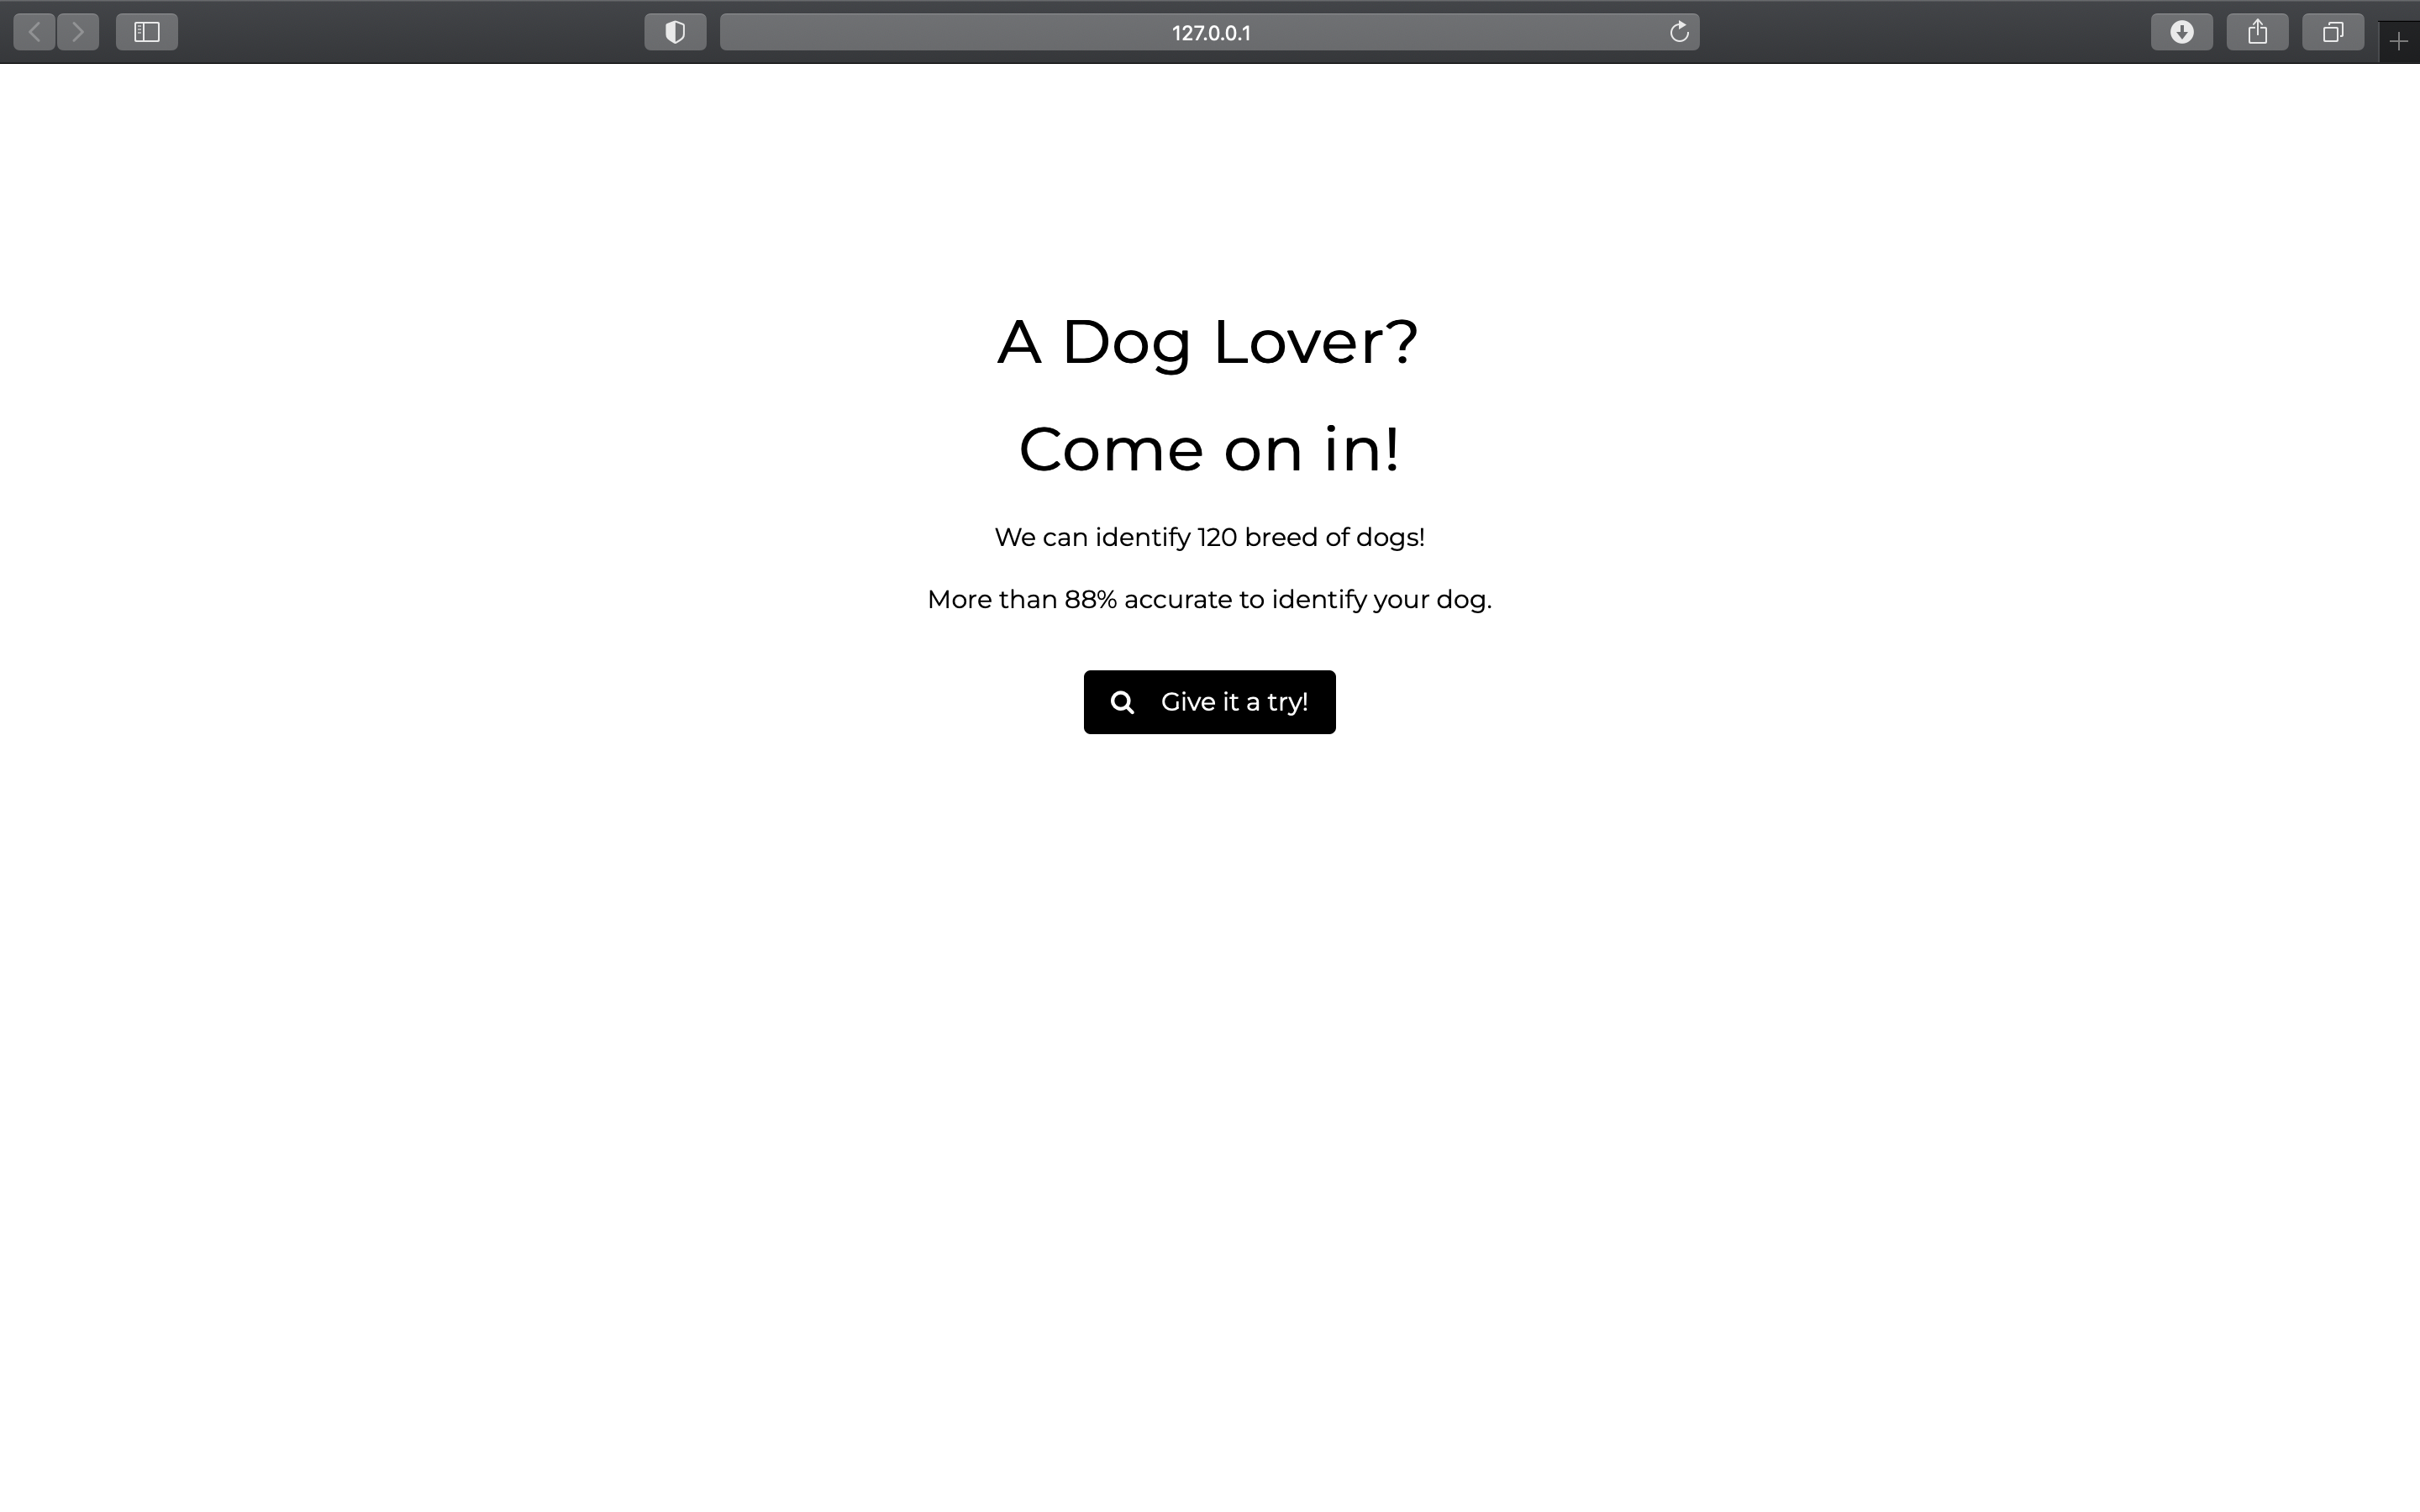 127.0.0.1
A Dog Lover?
Come on in!
We can identify 120 breed of dogs!
More than 88% accurate to identify your dog.
Give it a try!